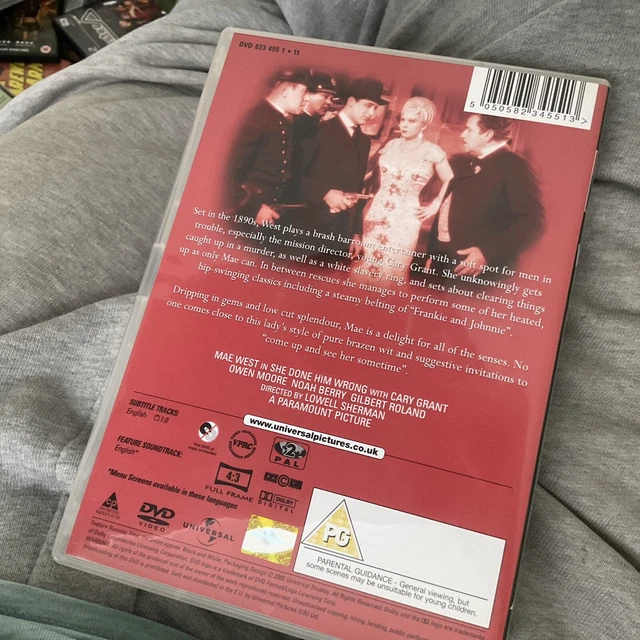 DVD 823 455 1 • 11
5 050582 345513 >
Set in the 1890s, West plays a brash barroom entertainer with a soft spot for men in
trouble, especially the mission director, young Cary Grant. She unknowingly gets
caught up in a murder, as well as a white slavery ring, and sets about clearing things
up as only Mae can. In between rescues she manages to perform some of her heated,
hip-swinging classics including a steamy belting of "Frankie and Johnnie".
Dripping in gems and low cut splendour, Mae is a delight for all of the senses. No
one comes close to this lady's style of pure brazen wit and suggestive invitations to
"come up and see her sometime".
MAE WEST IN SHE DONE HIM WRONG WITH CARY GRANT
OWEN MOORE NOAH BERRY GILBERT ROLAND
DIRECTED BY LOWELL SHERMAN
A PARAMOUNT PICTURE
www.universalpictures.co.uk
SUBTITLE TRACKS:
English 1.0
FEATURE SOUNDTRACK:
English*
*Menu Screens available in these languages
VPRC
2
PAL
4:3
FULL FRAME
DOLBY
DIGITAL
DVD
VIDEO
UNIVERSAL
PG
PARENTAL GUIDANCE - General viewing, but
some scenes may be unsuitable for young children.